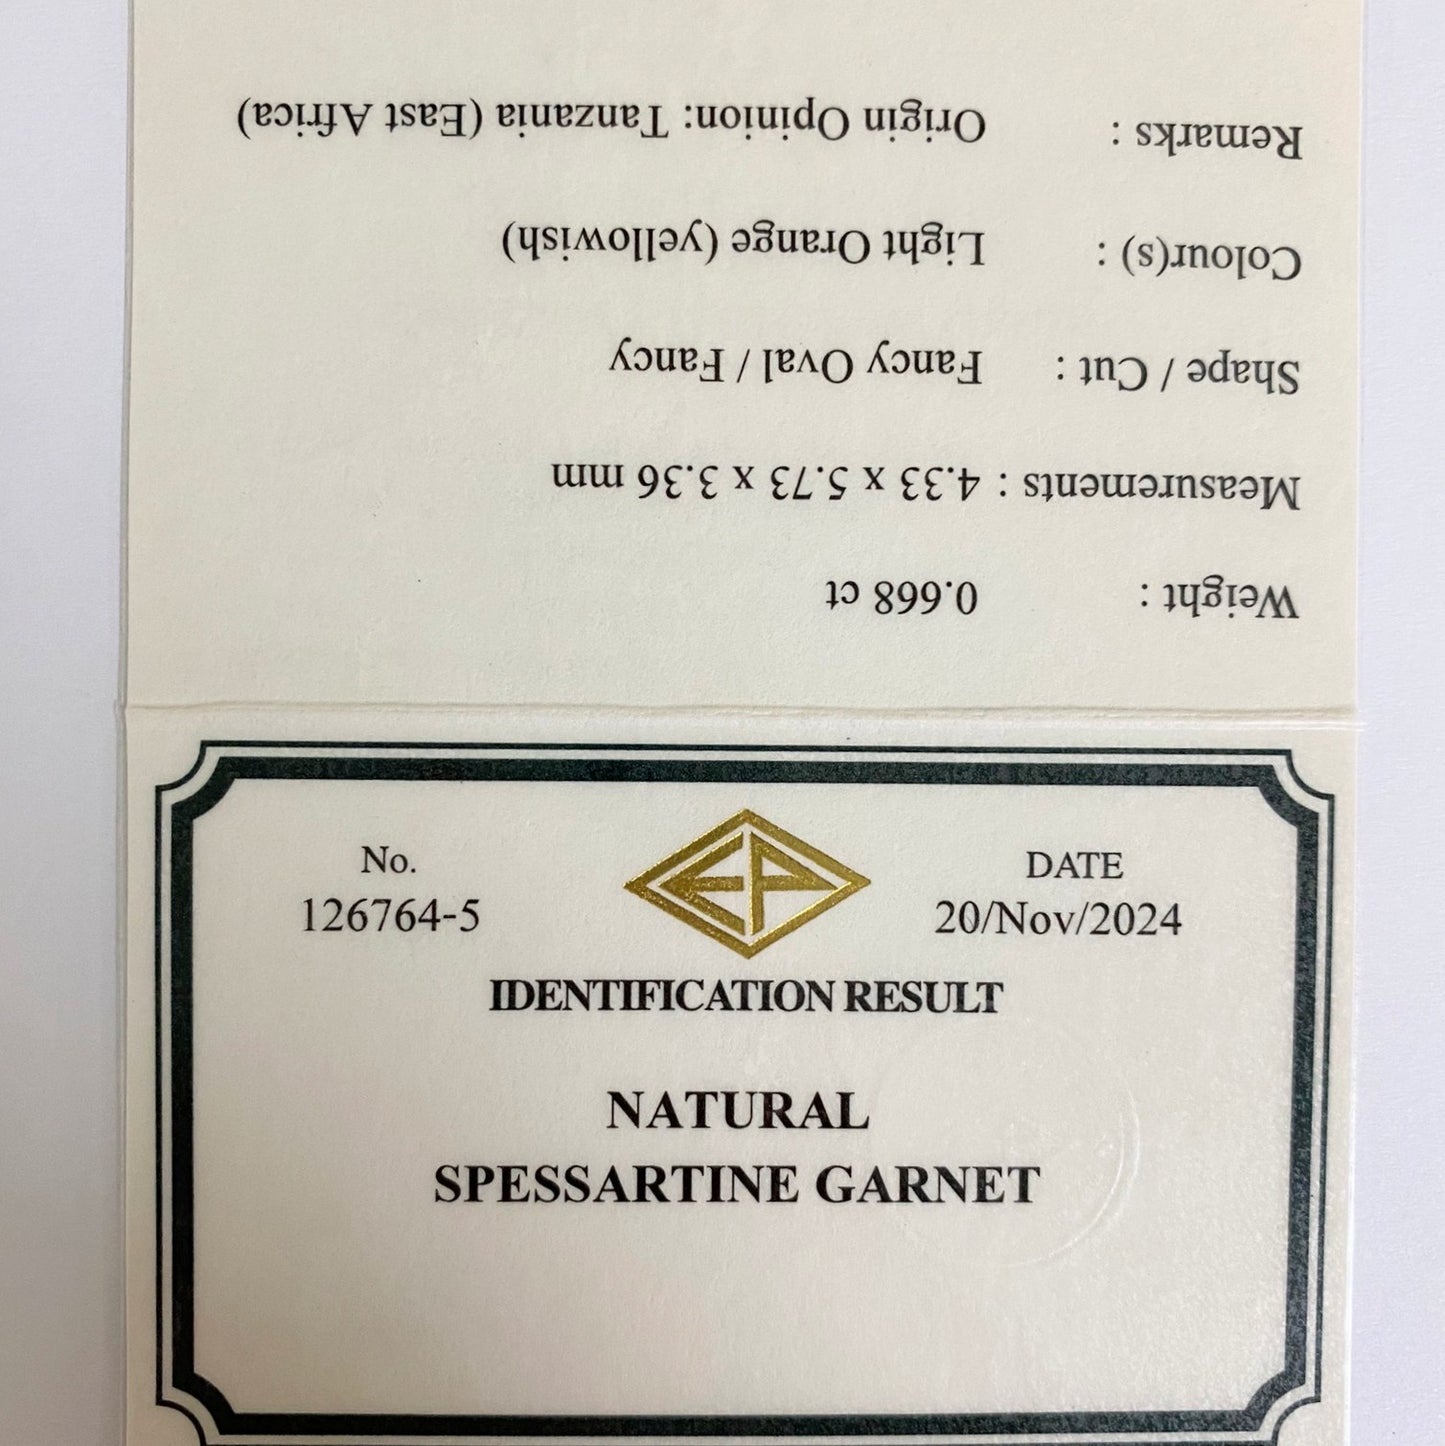 Weight : 0.668 ct
Measurements : 4.33 x 5.73 x 3.36 mm
Shape / Cut : Fancy Oval / Fancy
Colour(s) : Light Orange (yellowish)
Remarks : Origin Opinion: Tanzania (East Africa)
EP
No. DATE
126764-5 20/Nov/2024
IDENTIFICATION RESULT
NATURAL
SPESSARTINE GARNET